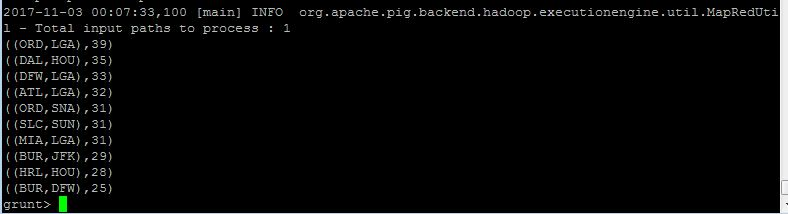 2017-11-03 00:07:33,100 [main] INFO  org.apache.pig.backend.hadoop.executionengine.util.MapRedUti
l - Total input paths to process : 1
((ORD,LGA),39)
((DAL,HOU),35)
((DFW,LGA),33)
((ATL,LGA),32)
((ORD,SNA),31)
((SLC,SUN),31)
((MIA,LGA),31)
((BUR,JFK),29)
((HRL,HOU),28)
((BUR,DFW),25)
grunt>